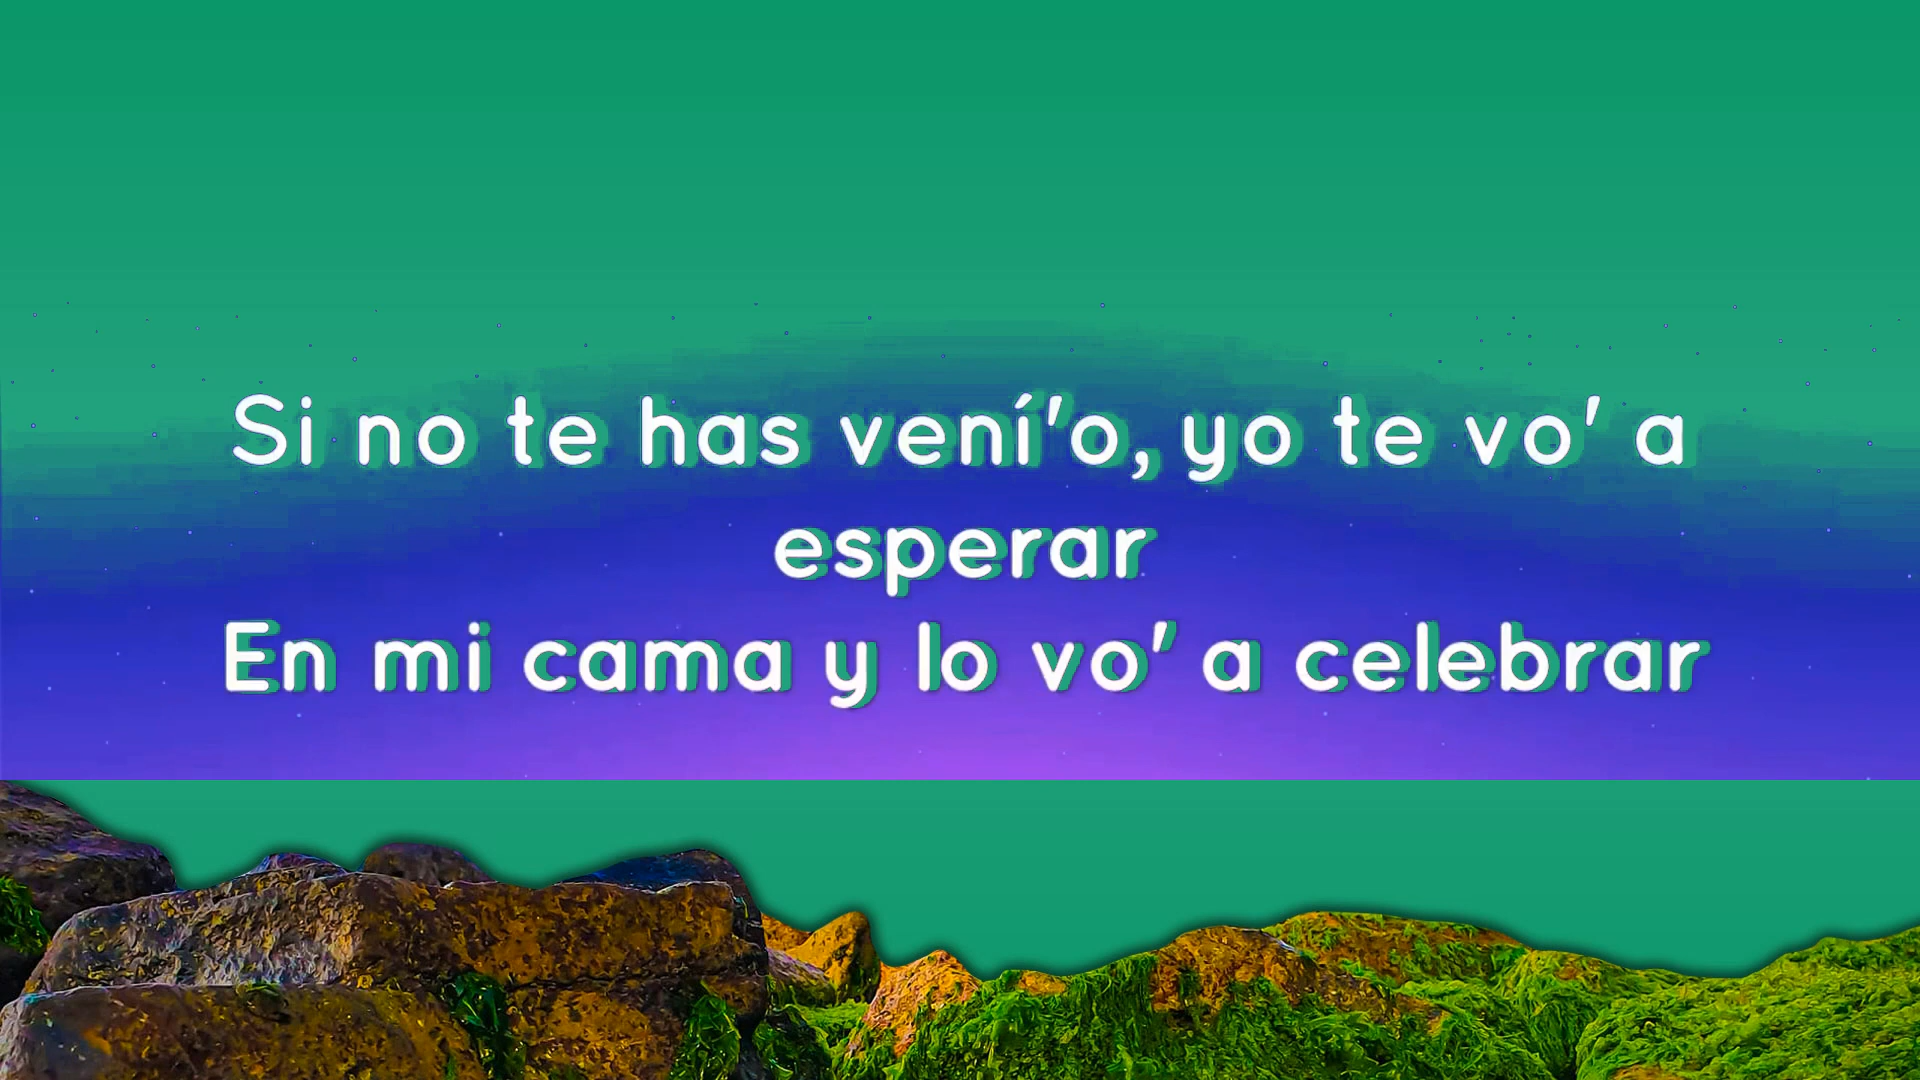 Si no te has vení'o, yo te vo' a
esperar
En mi cama y lo vo' a celebrar